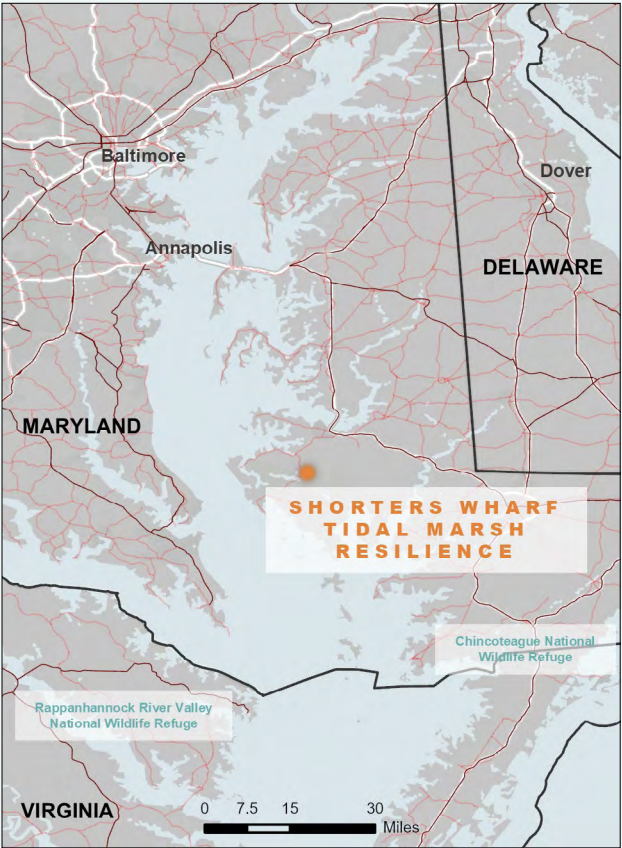 Baltimore
Dover
Annapolis
DELAWARE
MARYLAND
SHORTERS WHARF
TIDAL MARSH
RESILIENCE
Chincoteague National
Wildlife Refuge
Rappanhannock River Valley
National Wildlife Refuge
VIRGINIA
0 7.5 15 30
Miles